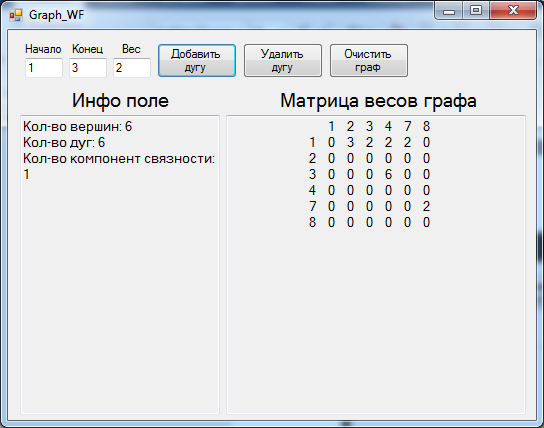 Graph_WF
Начало Конец Вес
1 3 2
Добавить дугу
Удалить дугу
Очистить граф
Инфо поле
Кол-во вершин: 6
Кол-во дуг: 6
Кол-во компонент связности:
1
Матрица весов графа
1 2 3 4 7 8
1 0 3 2 2 2 0
2 0 0 0 0 0 0
3 0 0 0 6 0 0
4 0 0 0 0 0 0
7 0 0 0 0 0 2
8 0 0 0 0 0 0